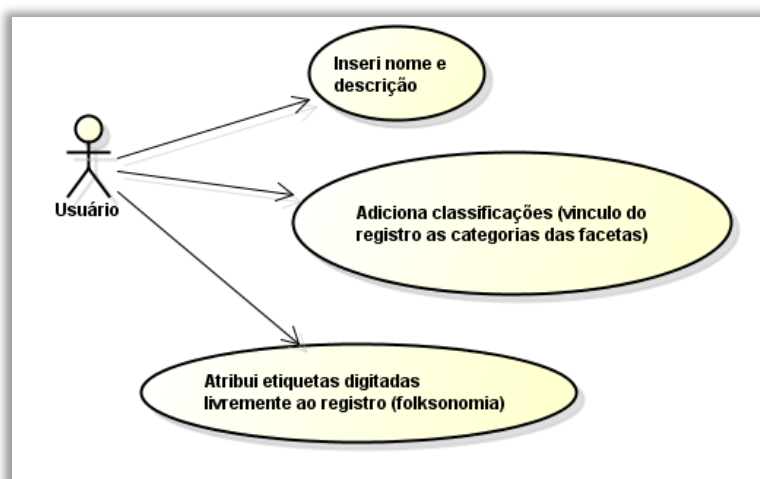 Inseri nome e
descrição
Usuário
Adiciona classificações (vinculo do
registro as categorias das facetas)
Atribui etiquetas digitadas
livremente ao registro (folksonomia)